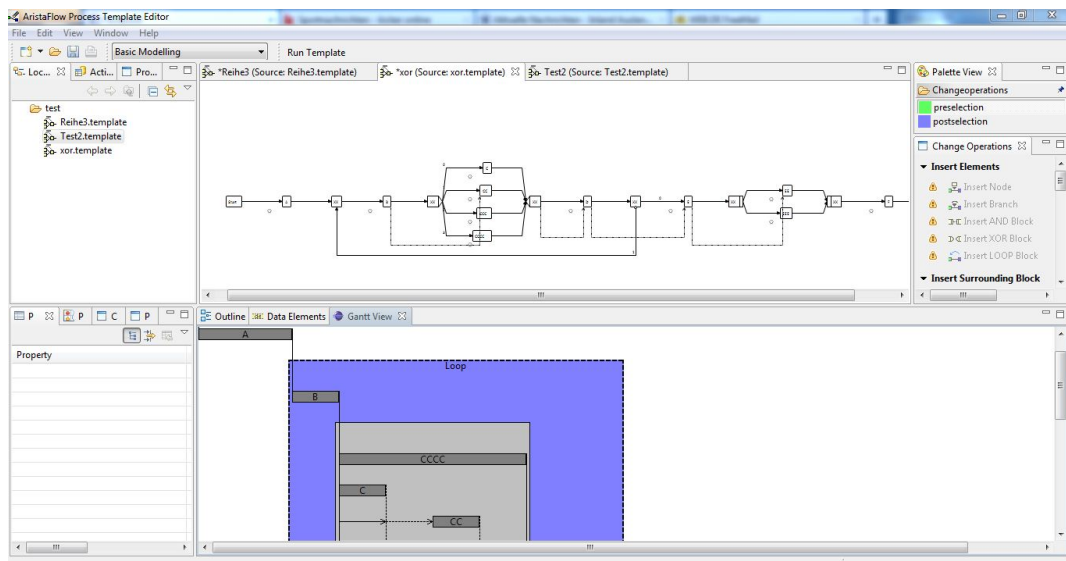 AristaFlow Process Template Editor
File Edit View Window Help
Basic Modelling Run Template
Loc... Acti... Pro...
test
Reihe3.template
Test2.template
xor.template
*Reihe3 (Source: Reihe3.template) *xor (Source: xor.template) Test2 (Source: Test2.template)
Start
Palette View
Changeoperations
preselection
postselection
Change Operations
Insert Elements
Insert Node
Insert Branch
Insert AND Block
Insert XOR Block
Insert LOOP Block
Insert Surrounding Block
P P C P
Property
Outline Data Elements Gantt View
A
Loop
B
CCCC
C
CC